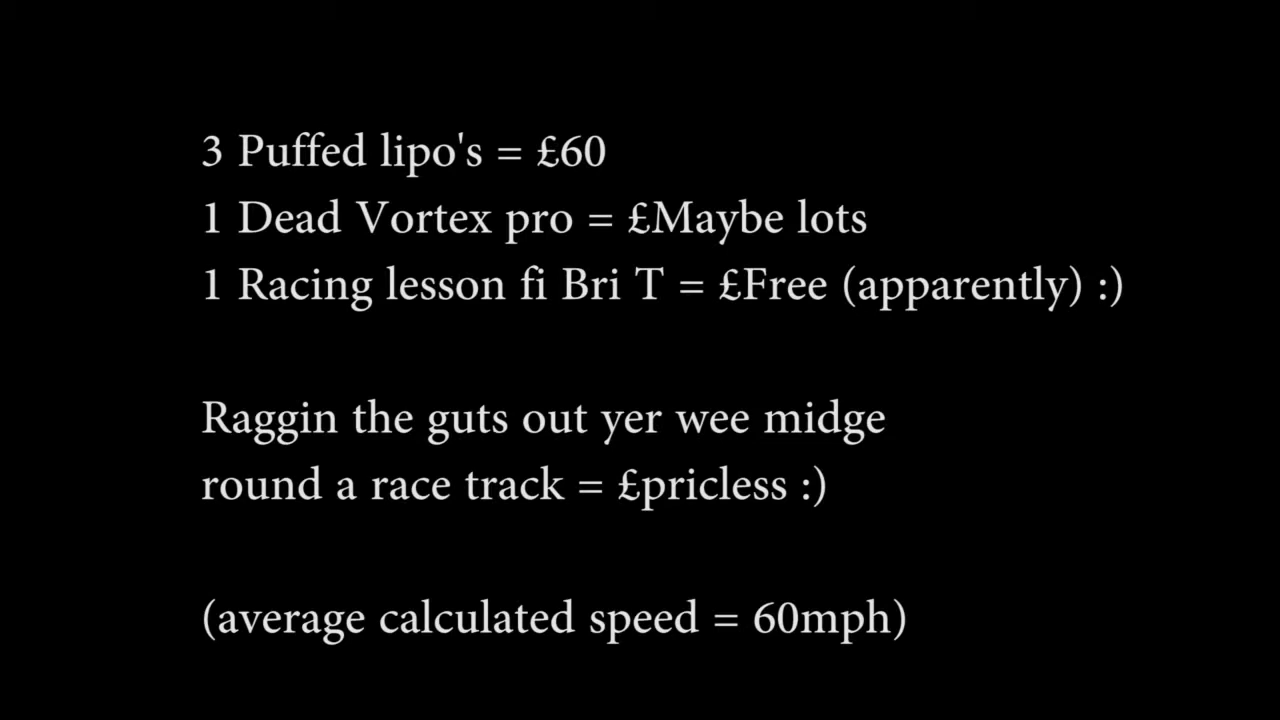 3 Puffed lipo's = £60
1 Dead Vortex pro = £Maybe lots
1 Racing lesson fi Bri T = £Free (apparently) :)
Raggin the guts out yer wee midge
round a race track = £pricless :)
(average calculated speed = 60mph)